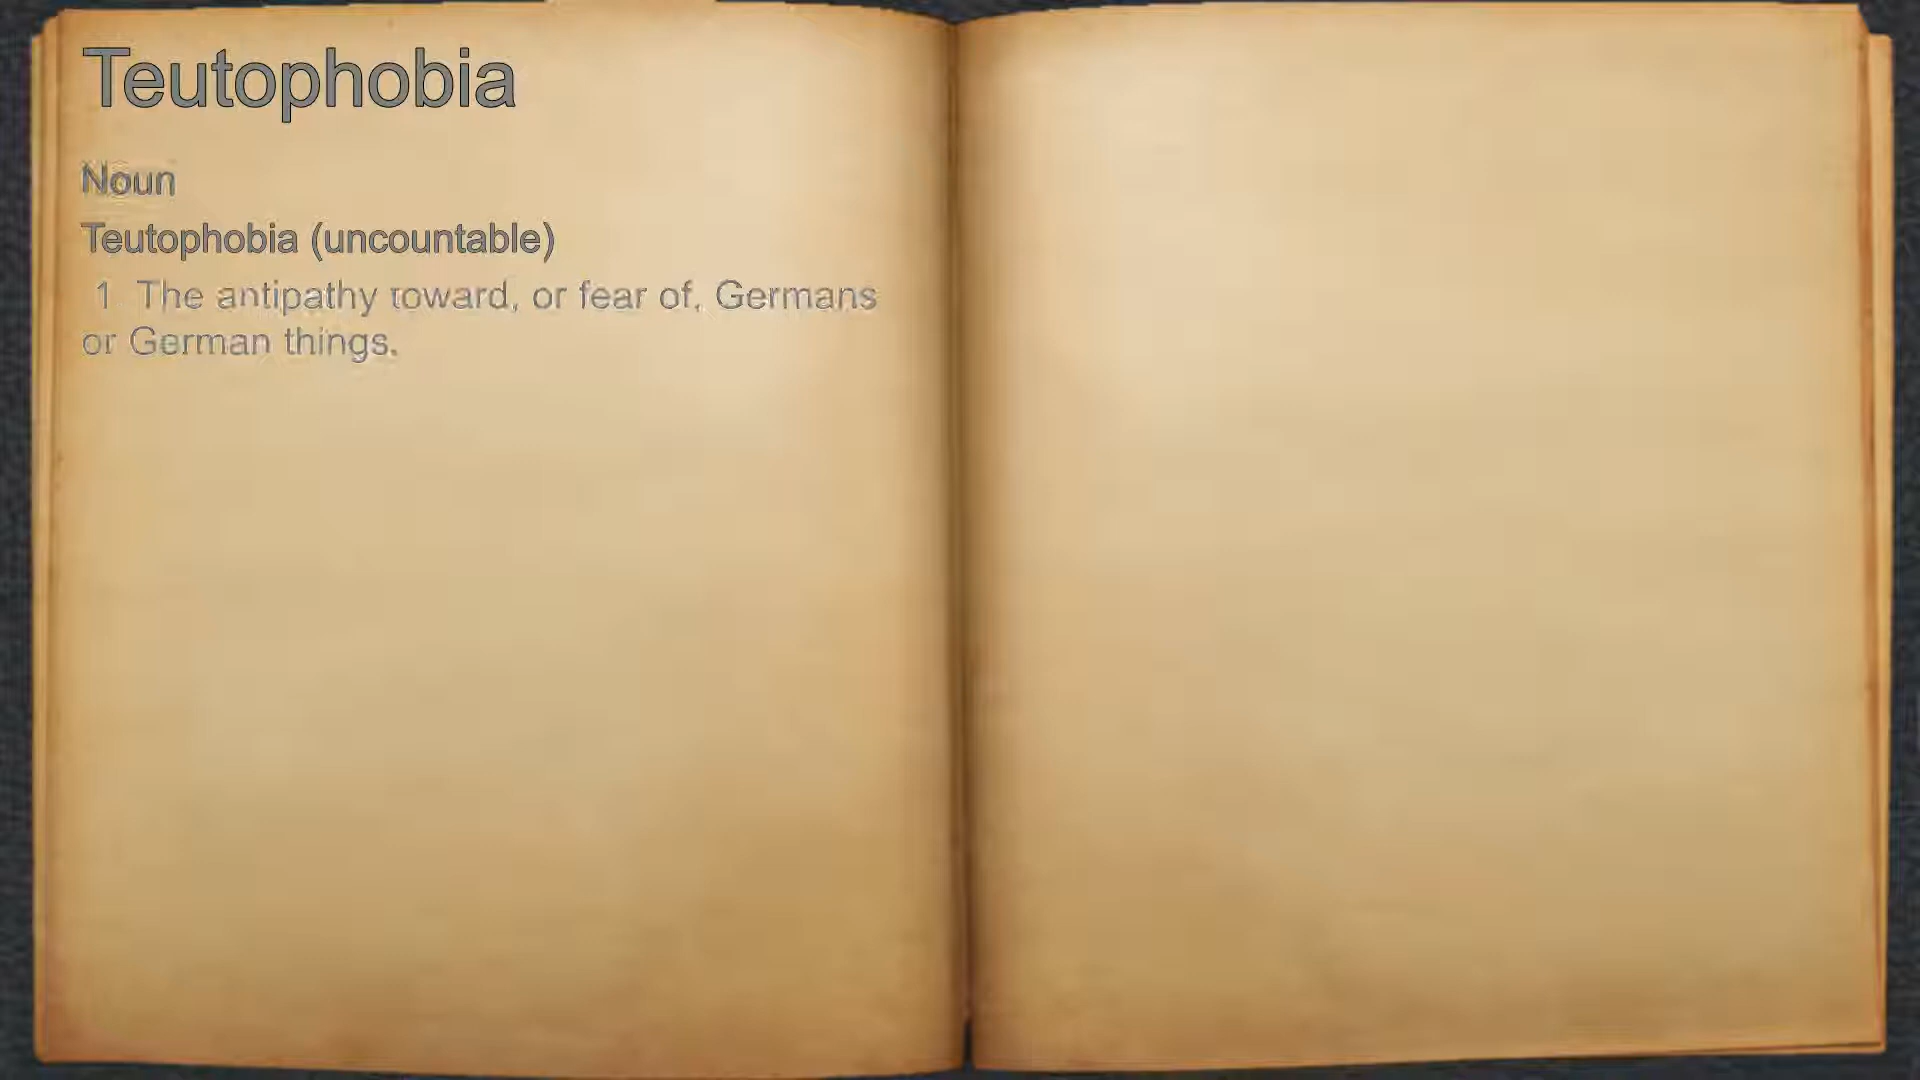 Teutophobia
Noun
Teutophobia (uncountable)
1 The antipathy toward, or fear of, Germans
or German things.